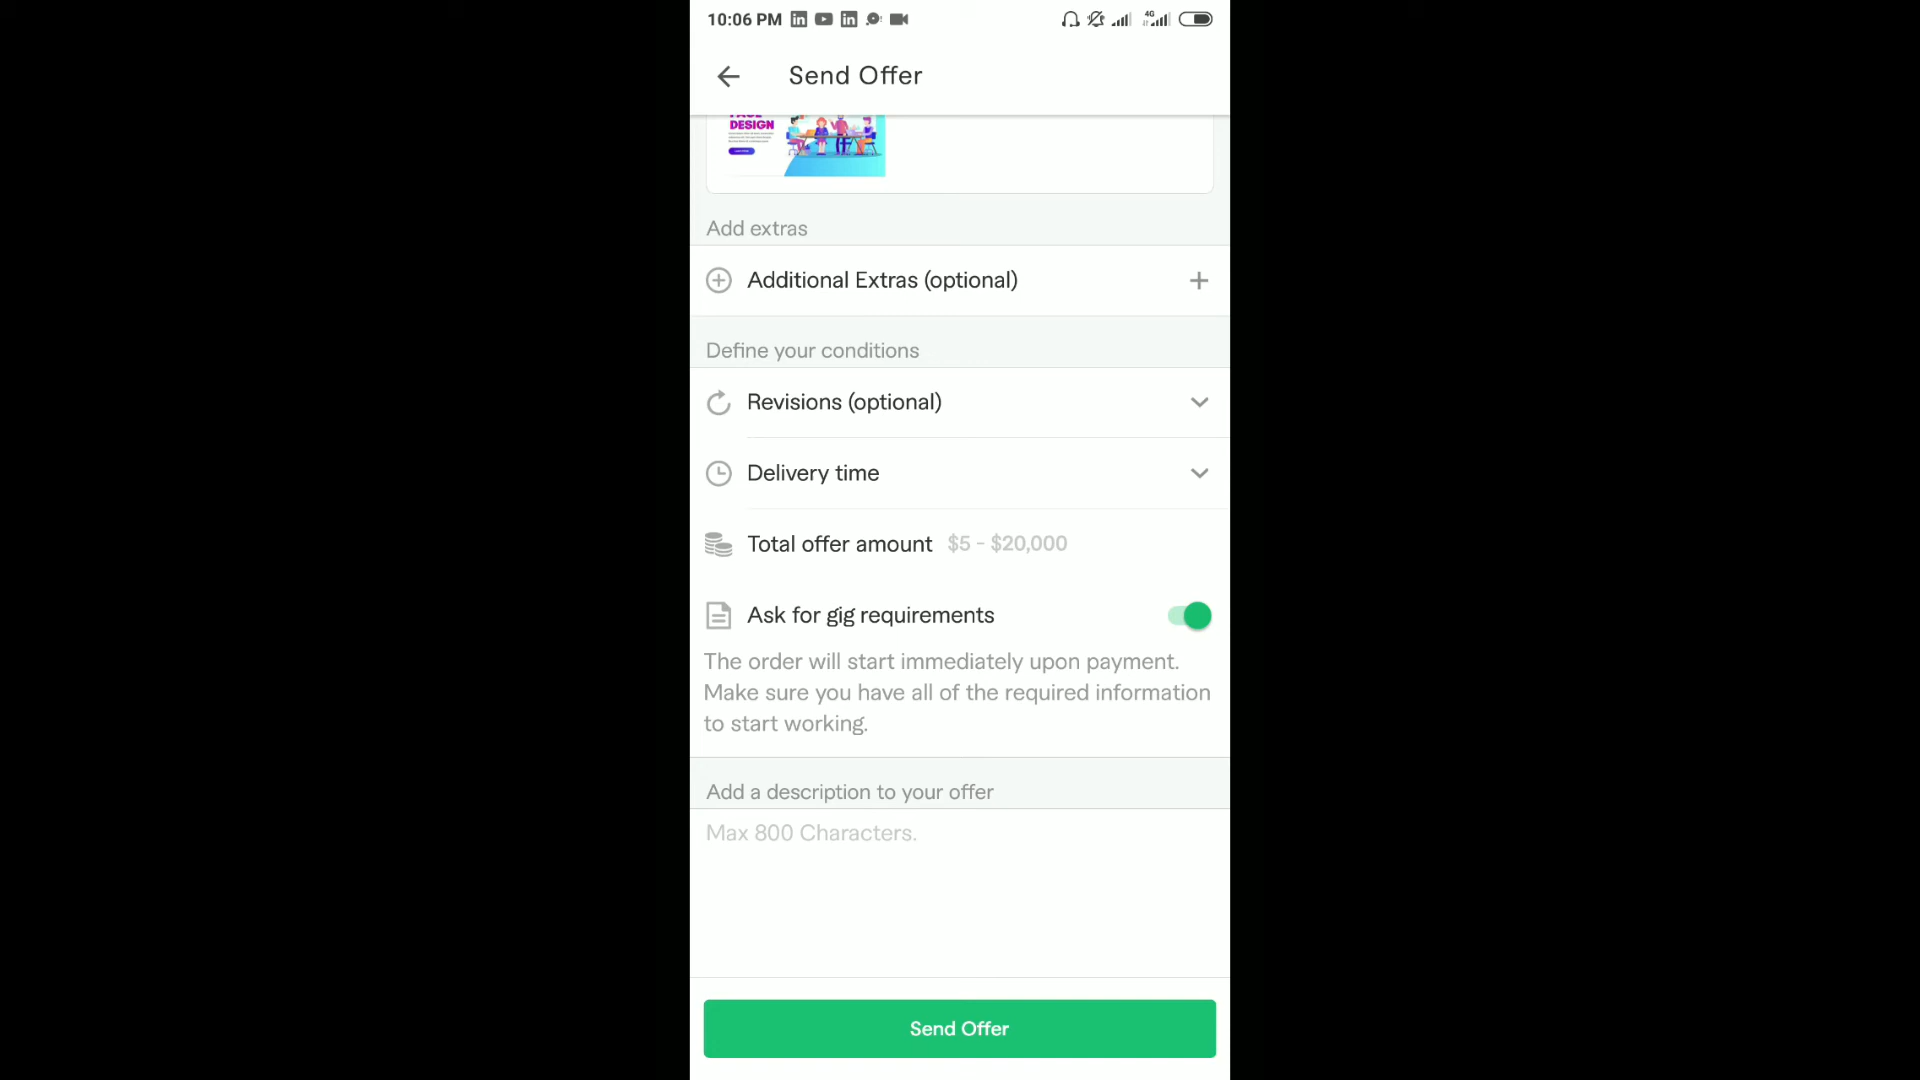 10:06 PM
4G
Send Offer
DESIGN
Add extras
Additional Extras (optional)
Define your conditions
Revisions (optional)
Delivery time
Total offer amount $5 - $20,000
Ask for gig requirements
The order will start immediately upon payment.
Make sure you have all of the required information
to start working.
Add a description to your offer
Max 800 Characters.
Send Offer